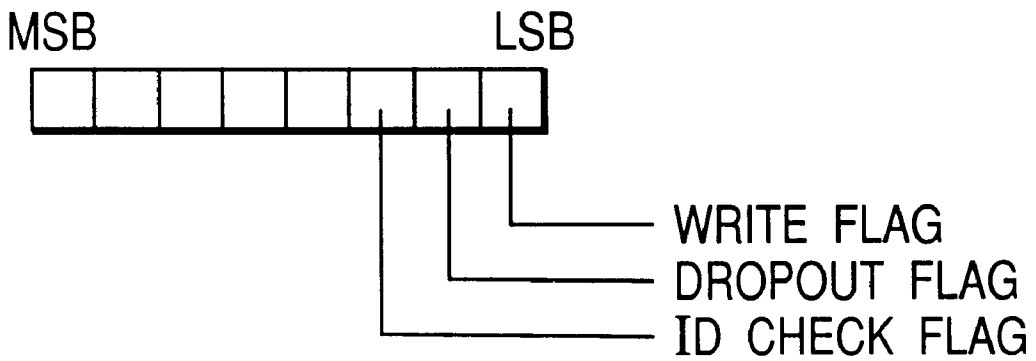 MSB LSB
WRITE FLAG
DROPOUT FLAG
ID CHECK FLAG